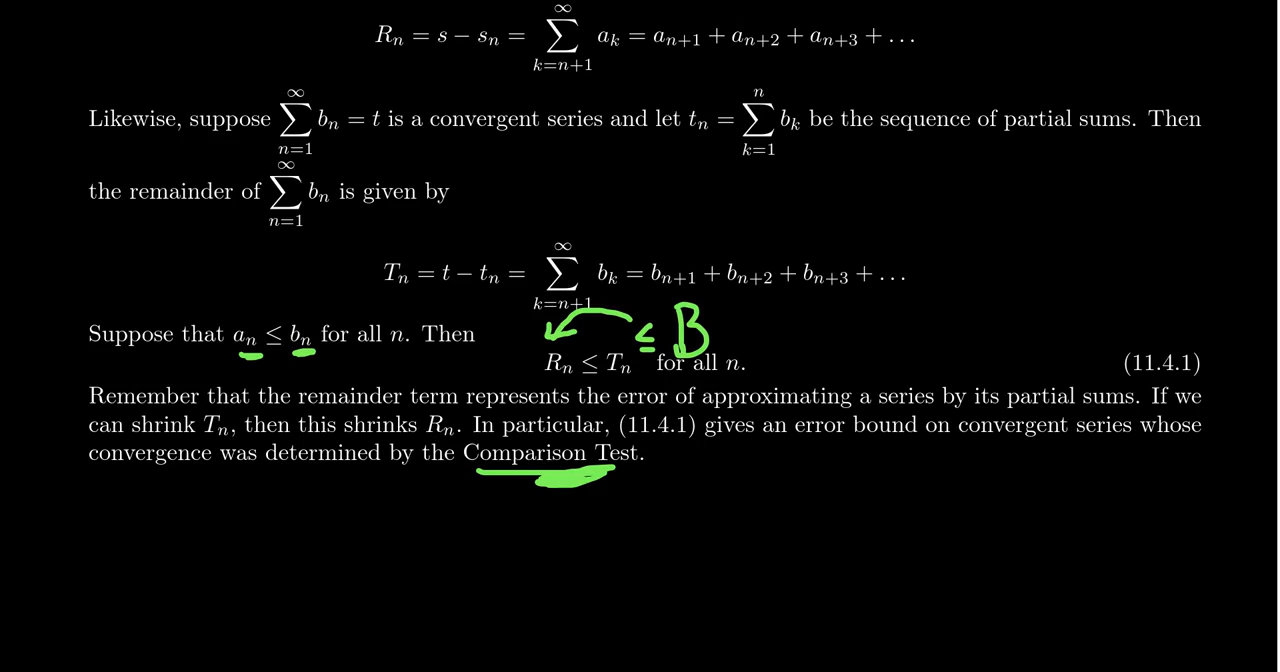 R_n = s − s_n = ∑_{k=n+1}^{∞} a_k = a_{n+1} + a_{n+2} + a_{n+3} + ...
Likewise, suppose ∑_{n=1}^{∞} b_n = t is a convergent series and let t_n = ∑_{k=1}^{n} b_k be the sequence of partial sums. Then
the remainder of ∑_{n=1}^{∞} b_n is given by
T_n = t − t_n = ∑_{k=n+1}^{∞} b_k = b_{n+1} + b_{n+2} + b_{n+3} + ...
Suppose that a_n ≤ b_n for all n. Then
≤ B
R_n ≤ T_n for all n. (11.4.1)
Remember that the remainder term represents the error of approximating a series by its partial sums. If we
can shrink T_n, then this shrinks R_n. In particular, (11.4.1) gives an error bound on convergent series whose
convergence was determined by the Comparison Test.